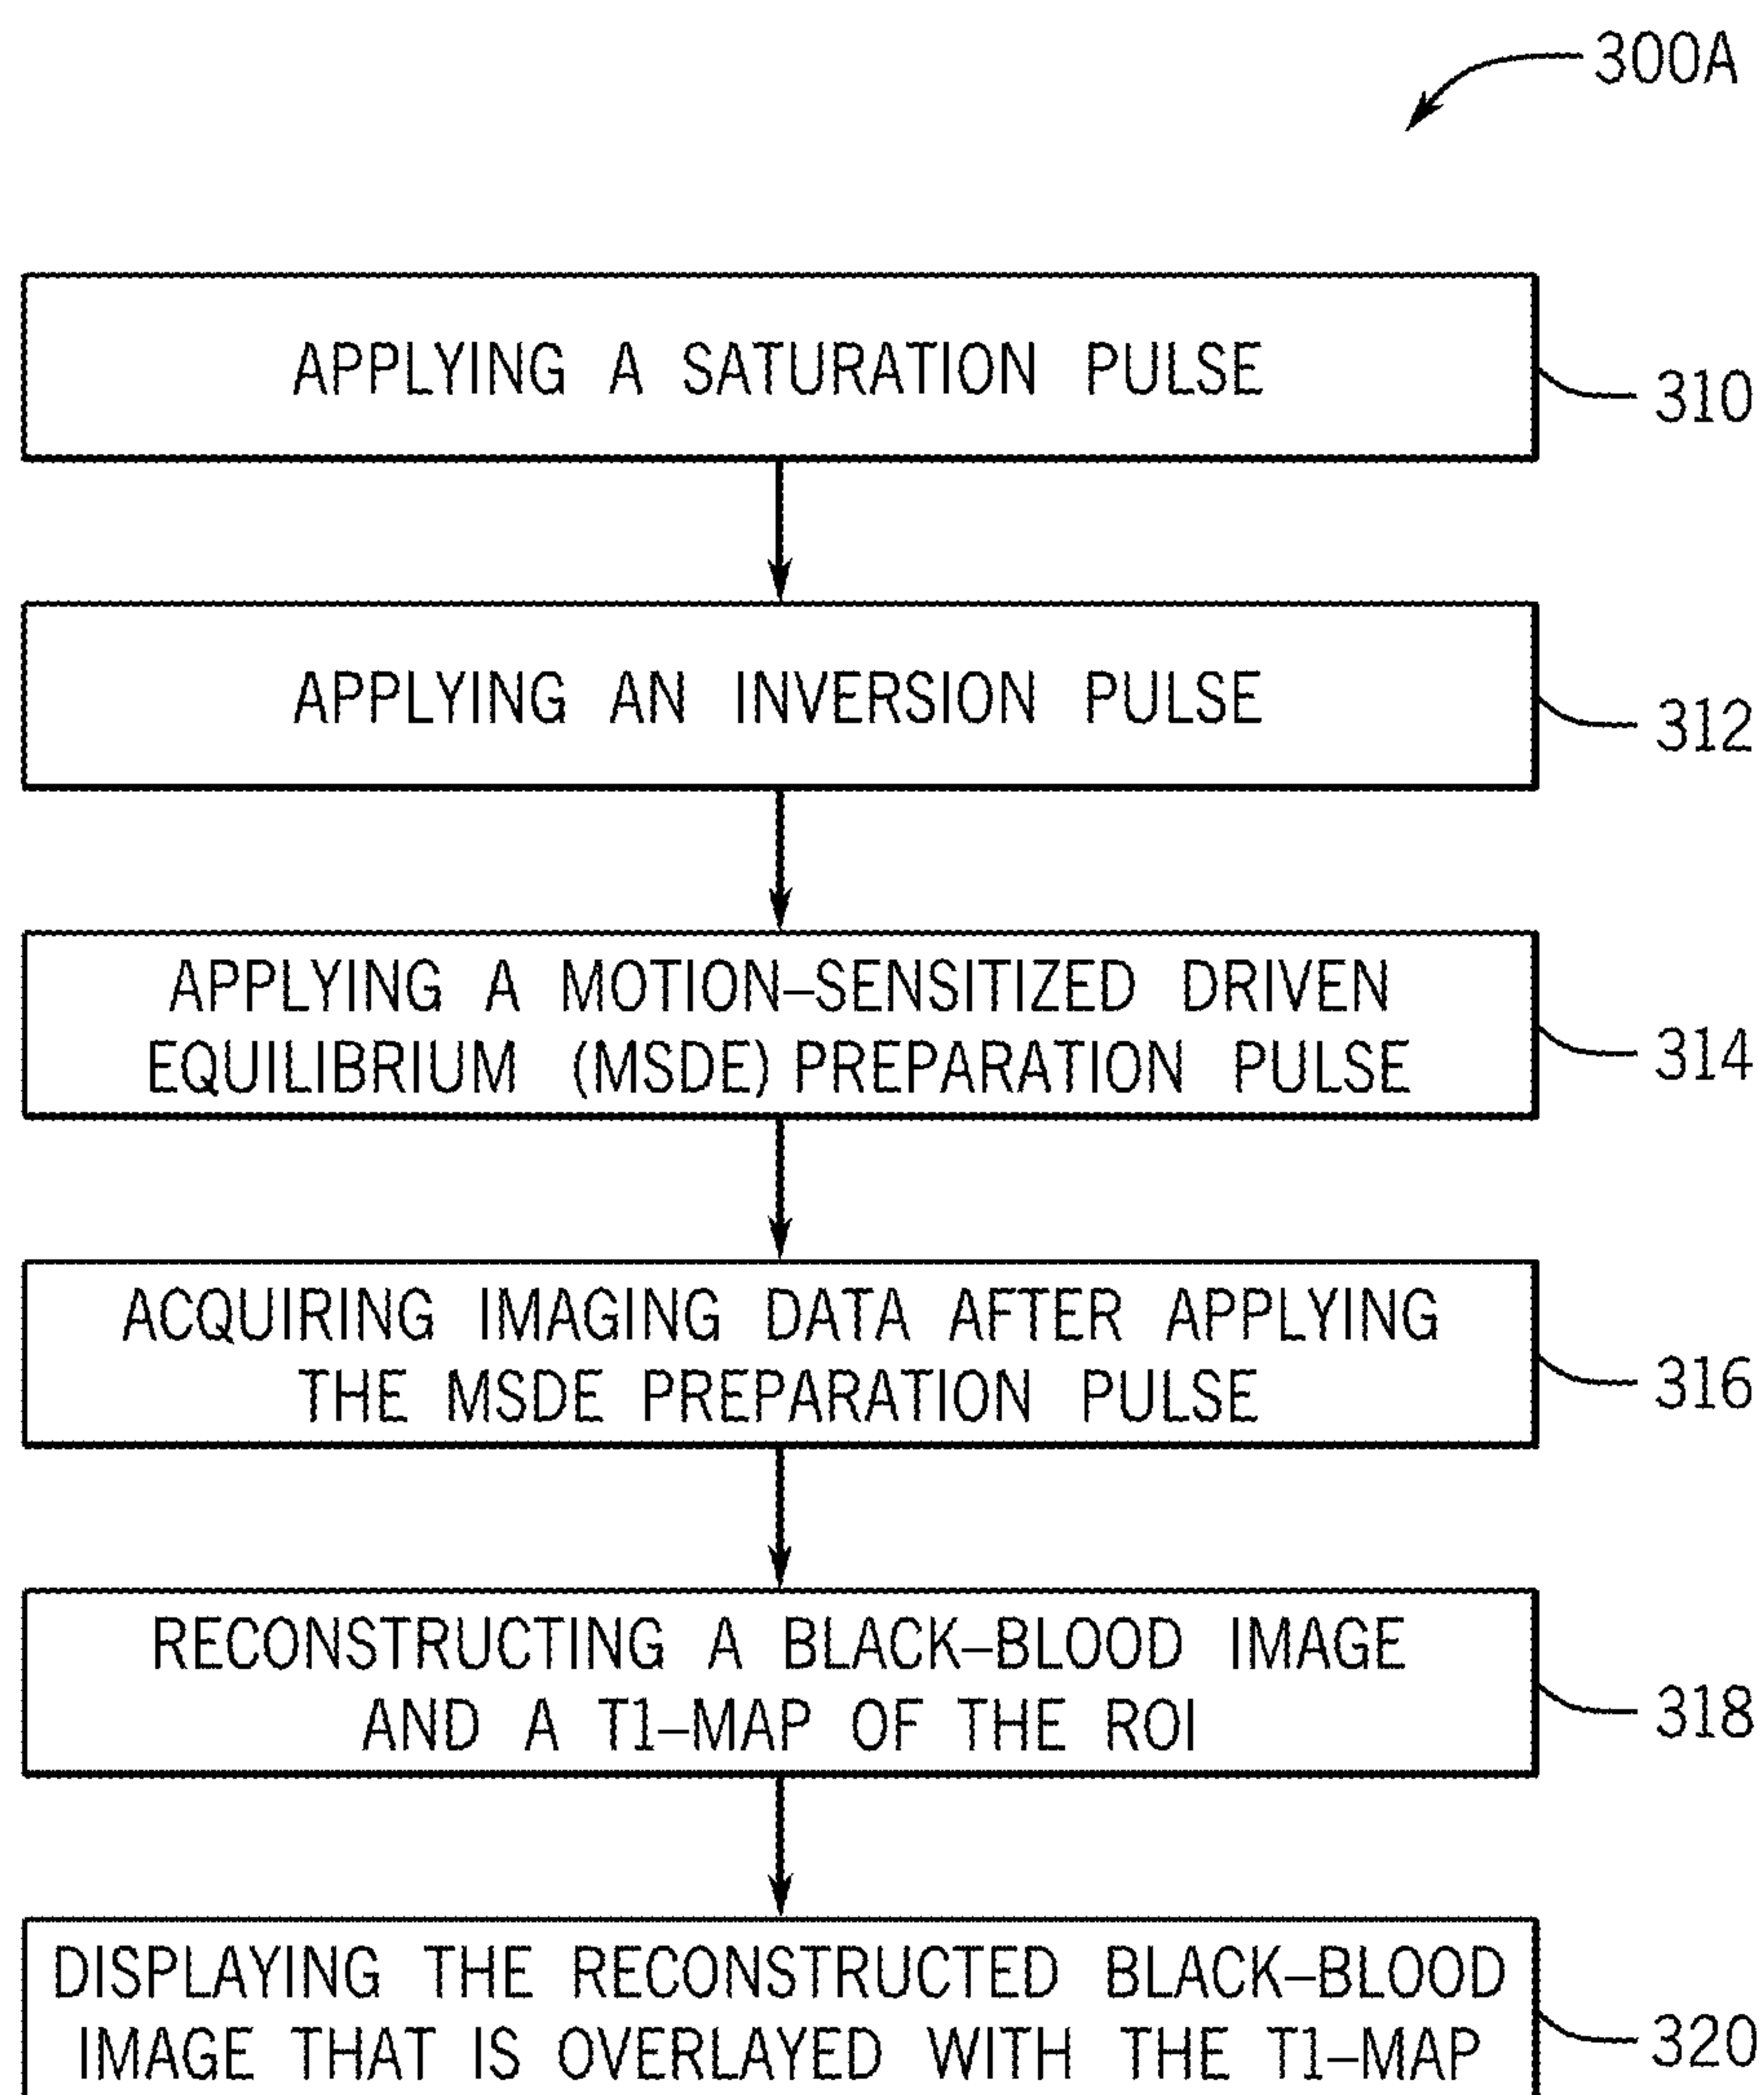 300A
APPLYING A SATURATION PULSE
310
APPLYING AN INVERSION PULSE
312
APPLYING A MOTION–SENSITIZED DRIVEN
EQUILIBRIUM (MSDE) PREPARATION PULSE
314
ACQUIRING IMAGING DATA AFTER APPLYING
THE MSDE PREPARATION PULSE
316
RECONSTRUCTING A BLACK–BLOOD IMAGE
AND A T1–MAP OF THE ROI
318
DISPLAYING THE RECONSTRUCTED BLACK–BLOOD
IMAGE THAT IS OVERLAYED WITH THE T1–MAP
320